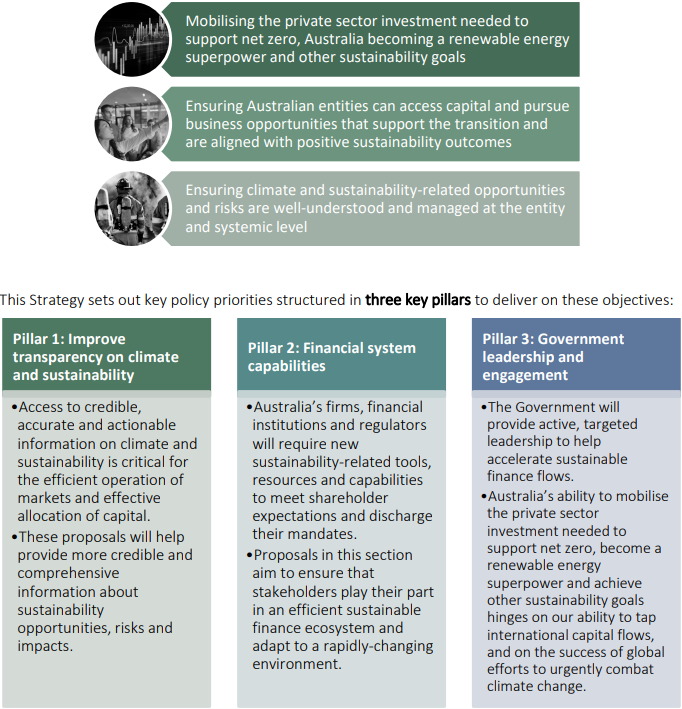 Mobilising the private sector investment needed to
support net zero, Australia becoming a renewable energy
superpower and other sustainability goals
Ensuring Australian entities can access capital and pursue
business opportunities that support the transition and
are aligned with positive sustainability outcomes
Ensuring climate and sustainability-related opportunities
and risks are well-understood and managed at the entity
and systemic level
This Strategy sets out key policy priorities structured in three key pillars to deliver on these objectives:
Pillar 1: Improve
transparency on climate
and sustainability
•Access to credible,
accurate and actionable
information on climate and
sustainability is critical for
the efficient operation of
markets and effective
allocation of capital.
•These proposals will help
provide more credible and
comprehensive
information about
sustainability
opportunities, risks and
impacts.
Pillar 2: Financial system
capabilities
•Australia’s firms, financial
institutions and regulators
will require new
sustainability-related tools,
resources and capabilities
to meet shareholder
expectations and discharge
their mandates.
•Proposals in this section
aim to ensure that
stakeholders play their part
in an efficient sustainable
finance ecosystem and
adapt to a rapidly-changing
environment.
Pillar 3: Government
leadership and
engagement
•The Government will
provide active, targeted
leadership to help
accelerate sustainable
finance flows.
•Australia’s ability to mobilise
the private sector
investment needed to
support net zero, become a
renewable energy
superpower and achieve
other sustainability goals
hinges on our ability to tap
international capital flows,
and on the success of global
efforts to urgently combat
climate change.